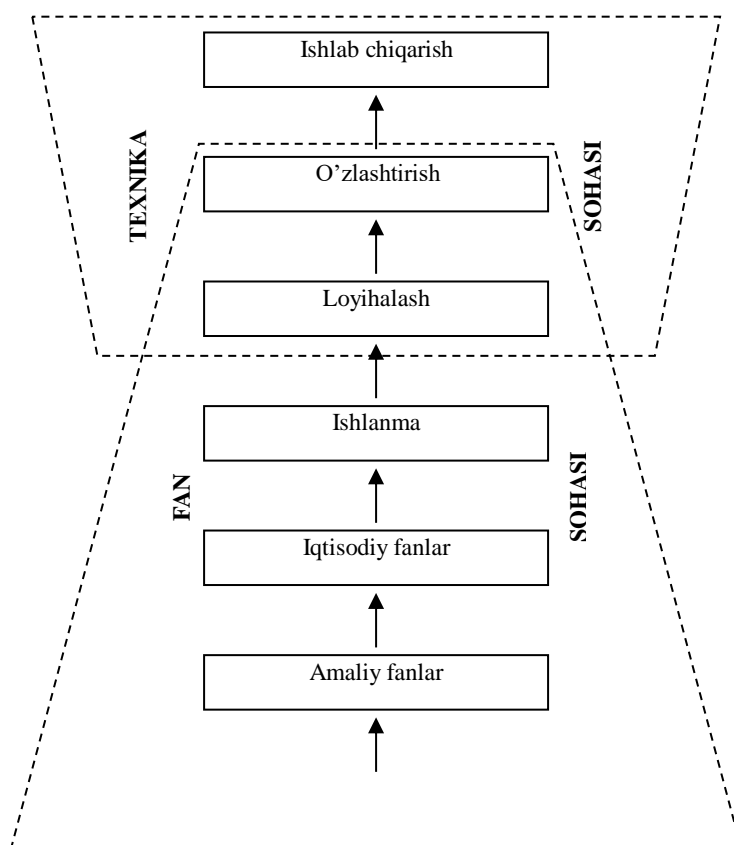 Ishlab chiqarish
TEXNIKA
SOHASI
O’zlashtirish
Loyihalash
Ishlanma
FAN
SOHASI
Iqtisodiy fanlar
Amaliy fanlar